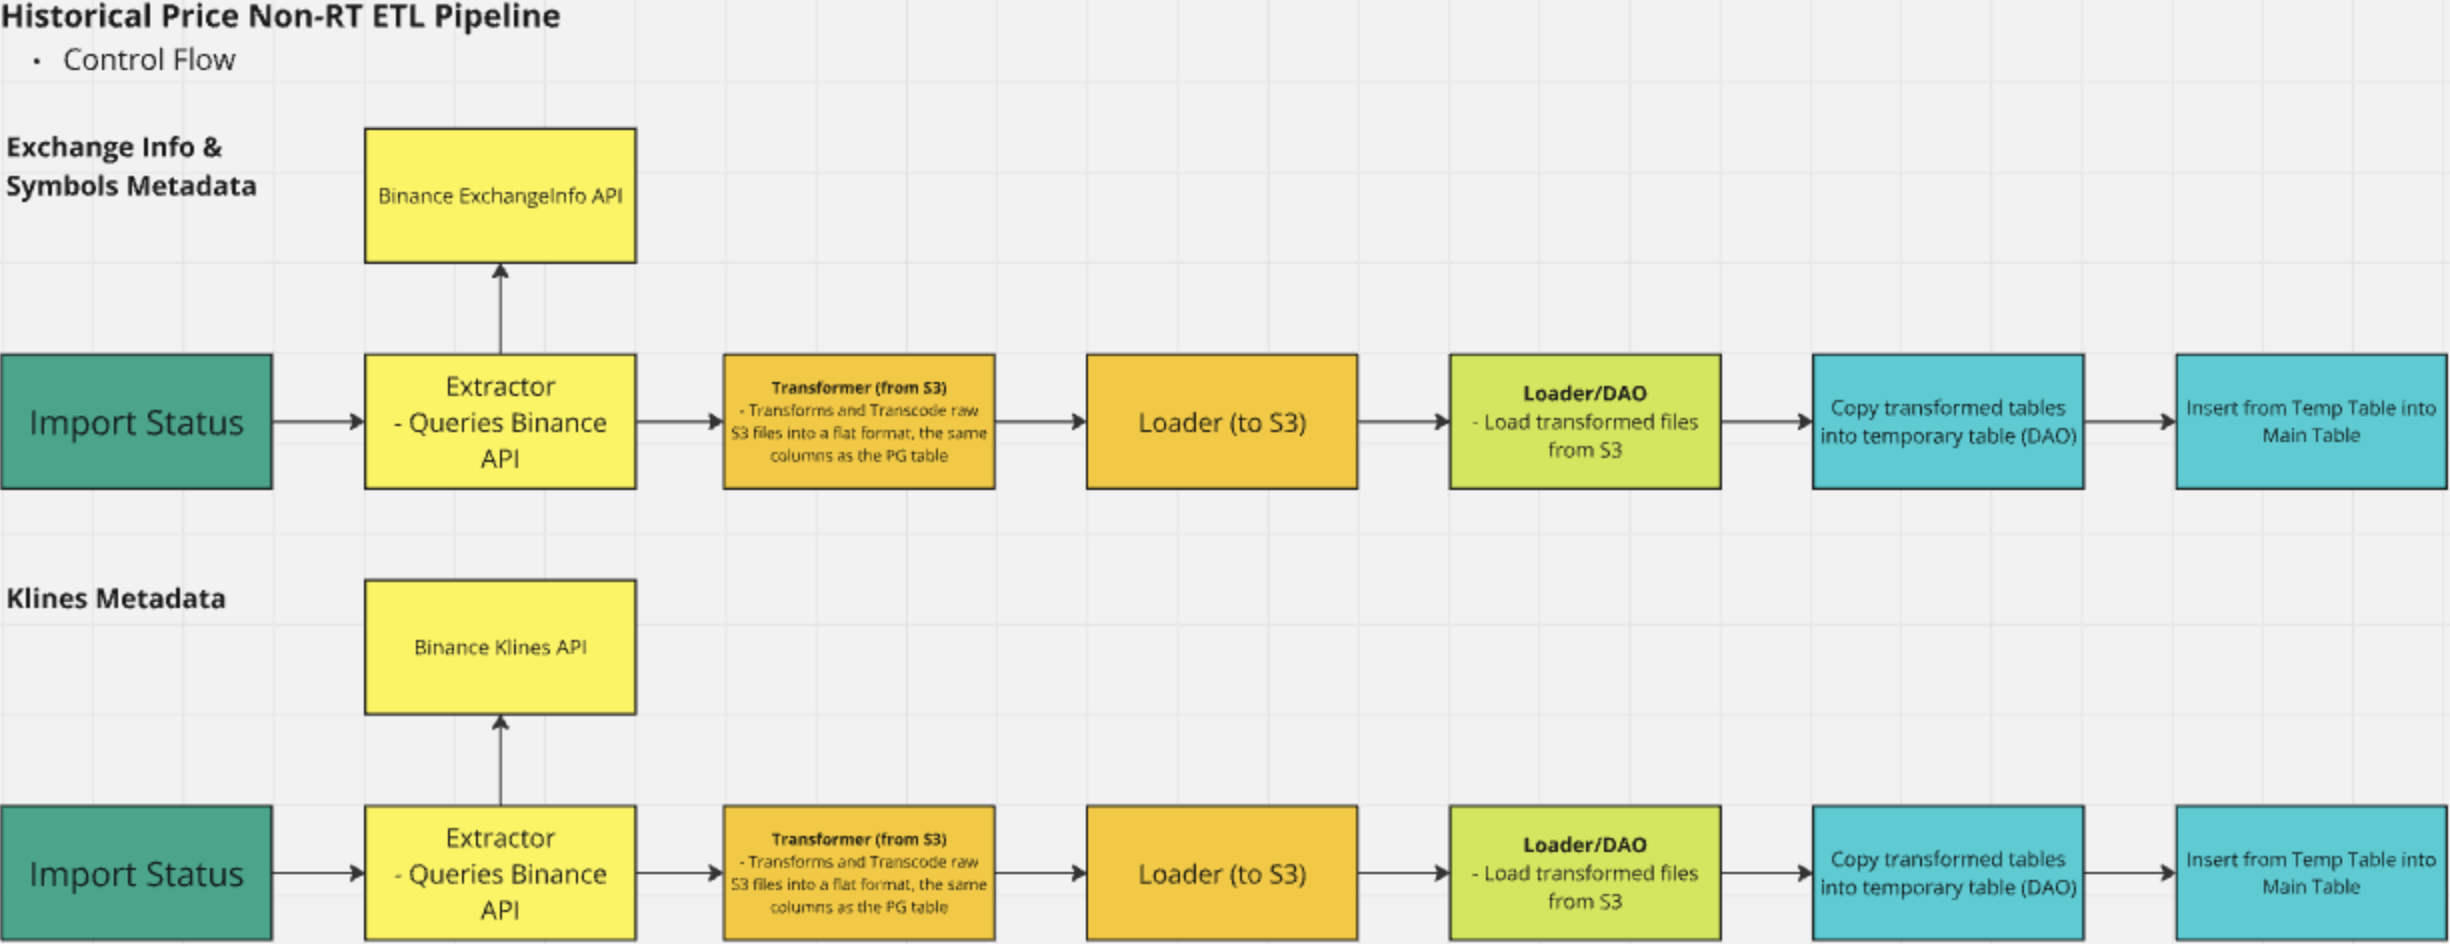 Historical Price Non-RT ETL Pipeline
• Control Flow
Exchange Info &
Symbols Metadata
Binance ExchangeInfo API
Import Status
Extractor
- Queries Binance
API
Transformer (from S3)
- Transforms and Transcode raw
S3 files into a flat format, the same
columns as the PG table
Loader (to S3)
Loader/DAO
- Load transformed files
from S3
Copy transformed tables
into temporary table (DAO)
Insert from Temp Table into
Main Table
Klines Metadata
Binance Klines API
Import Status
Extractor
- Queries Binance
API
Transformer (from S3)
- Transforms and Transcode raw
S3 files into a flat format, the same
columns as the PG table
Loader (to S3)
Loader/DAO
- Load transformed files
from S3
Copy transformed tables
into temporary table (DAO)
Insert from Temp Table into
Main Table